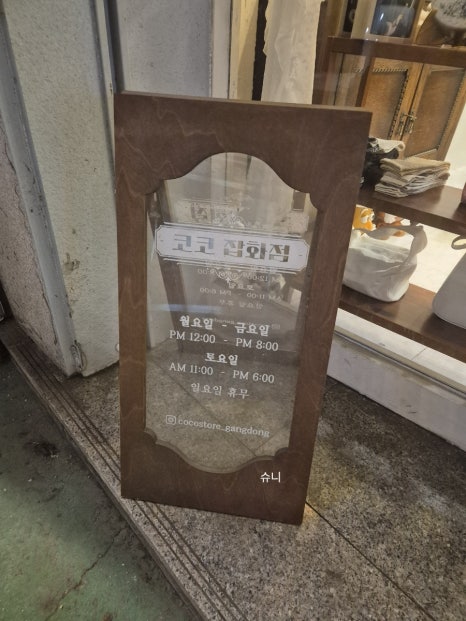 코코 잡화점
월요일 - 금요일
PM 12:00 - PM 8:00
토요일
AM 11:00 - PM 6:00
일요일 휴무
cocostore_gangdong
슈니